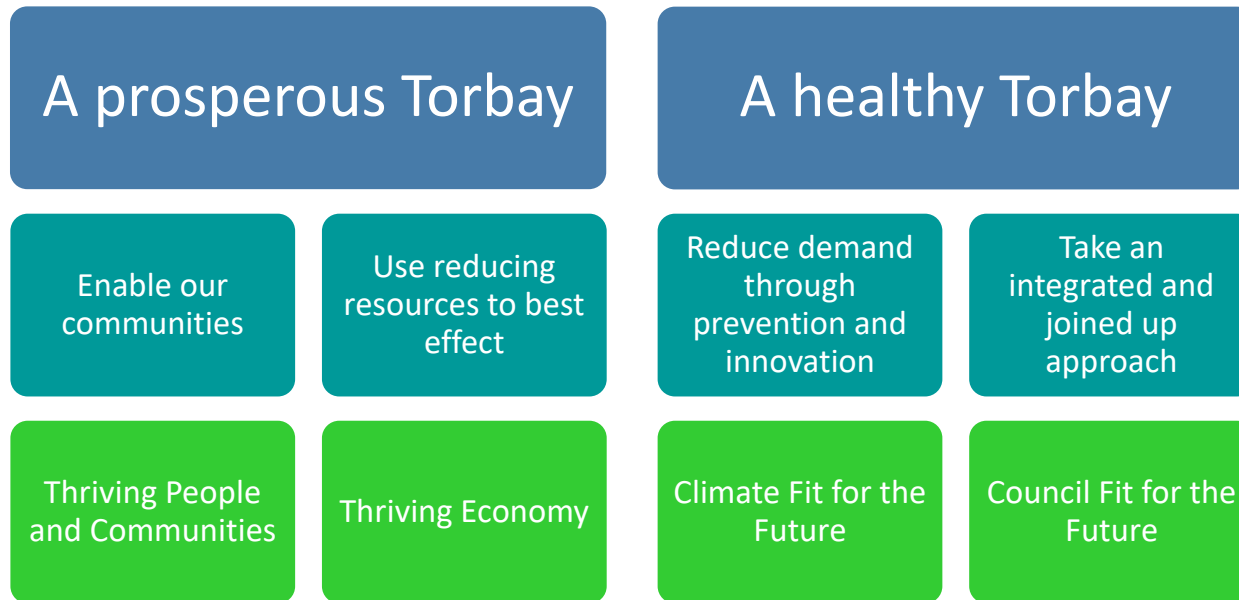 A prosperous Torbay
A healthy Torbay
Enable our
communities
Use reducing
resources to best
effect
Reduce demand
through
prevention and
innovation
Take an
integrated and
joined up
approach
Thriving People
and Communities
Thriving Economy
Climate Fit for the
Future
Council Fit for the
Future